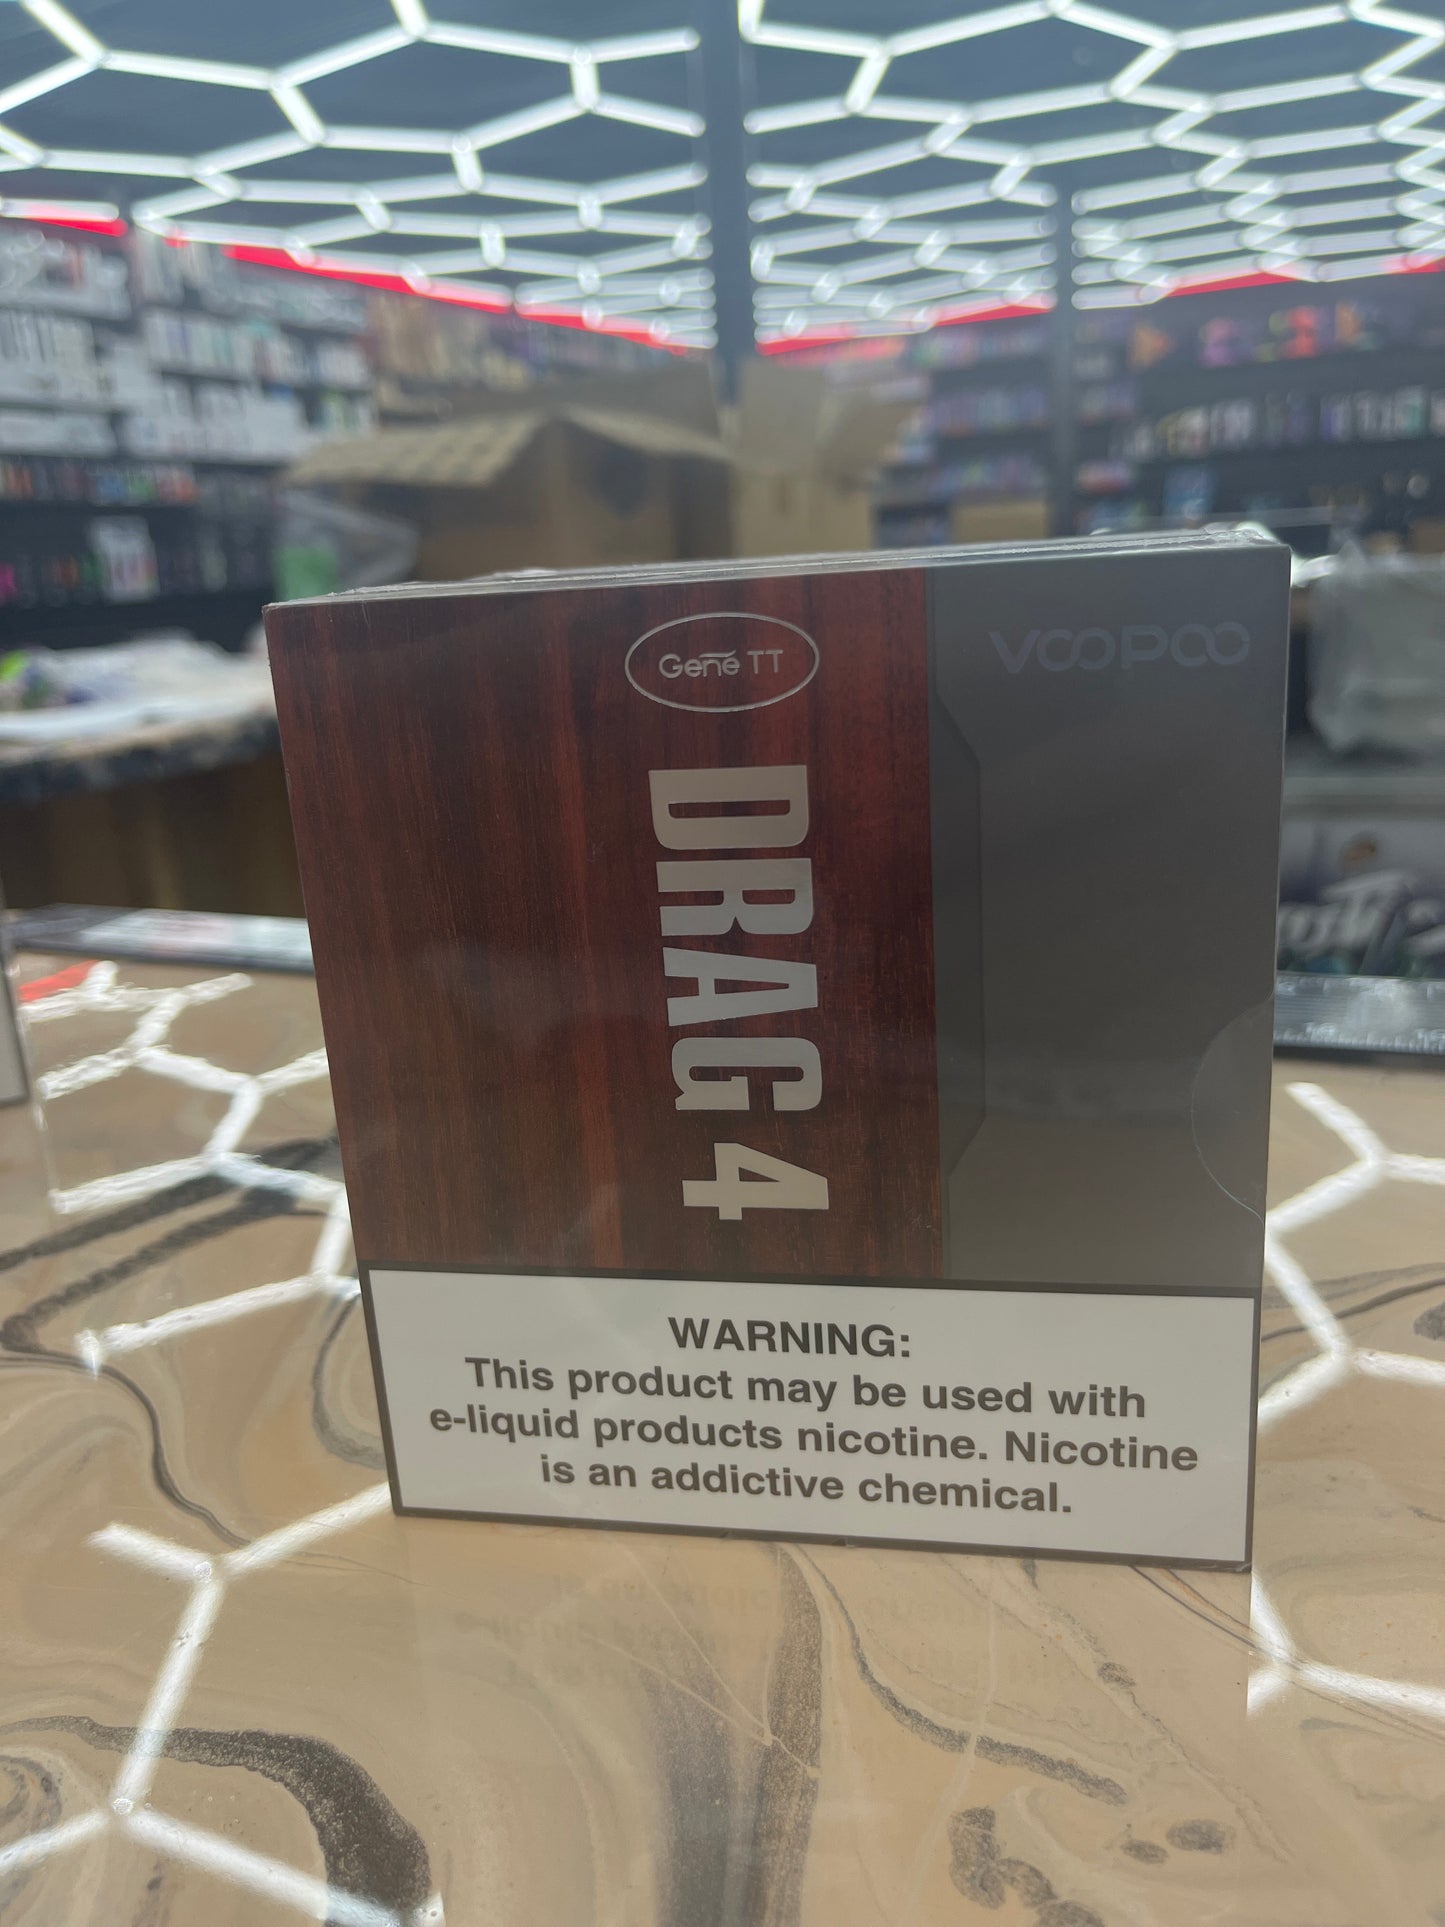 Gene TT
VOOPOO
DRAG 4
WARNING:
This product may be used with
e-liquid products nicotine. Nicotine
is an addictive chemical.